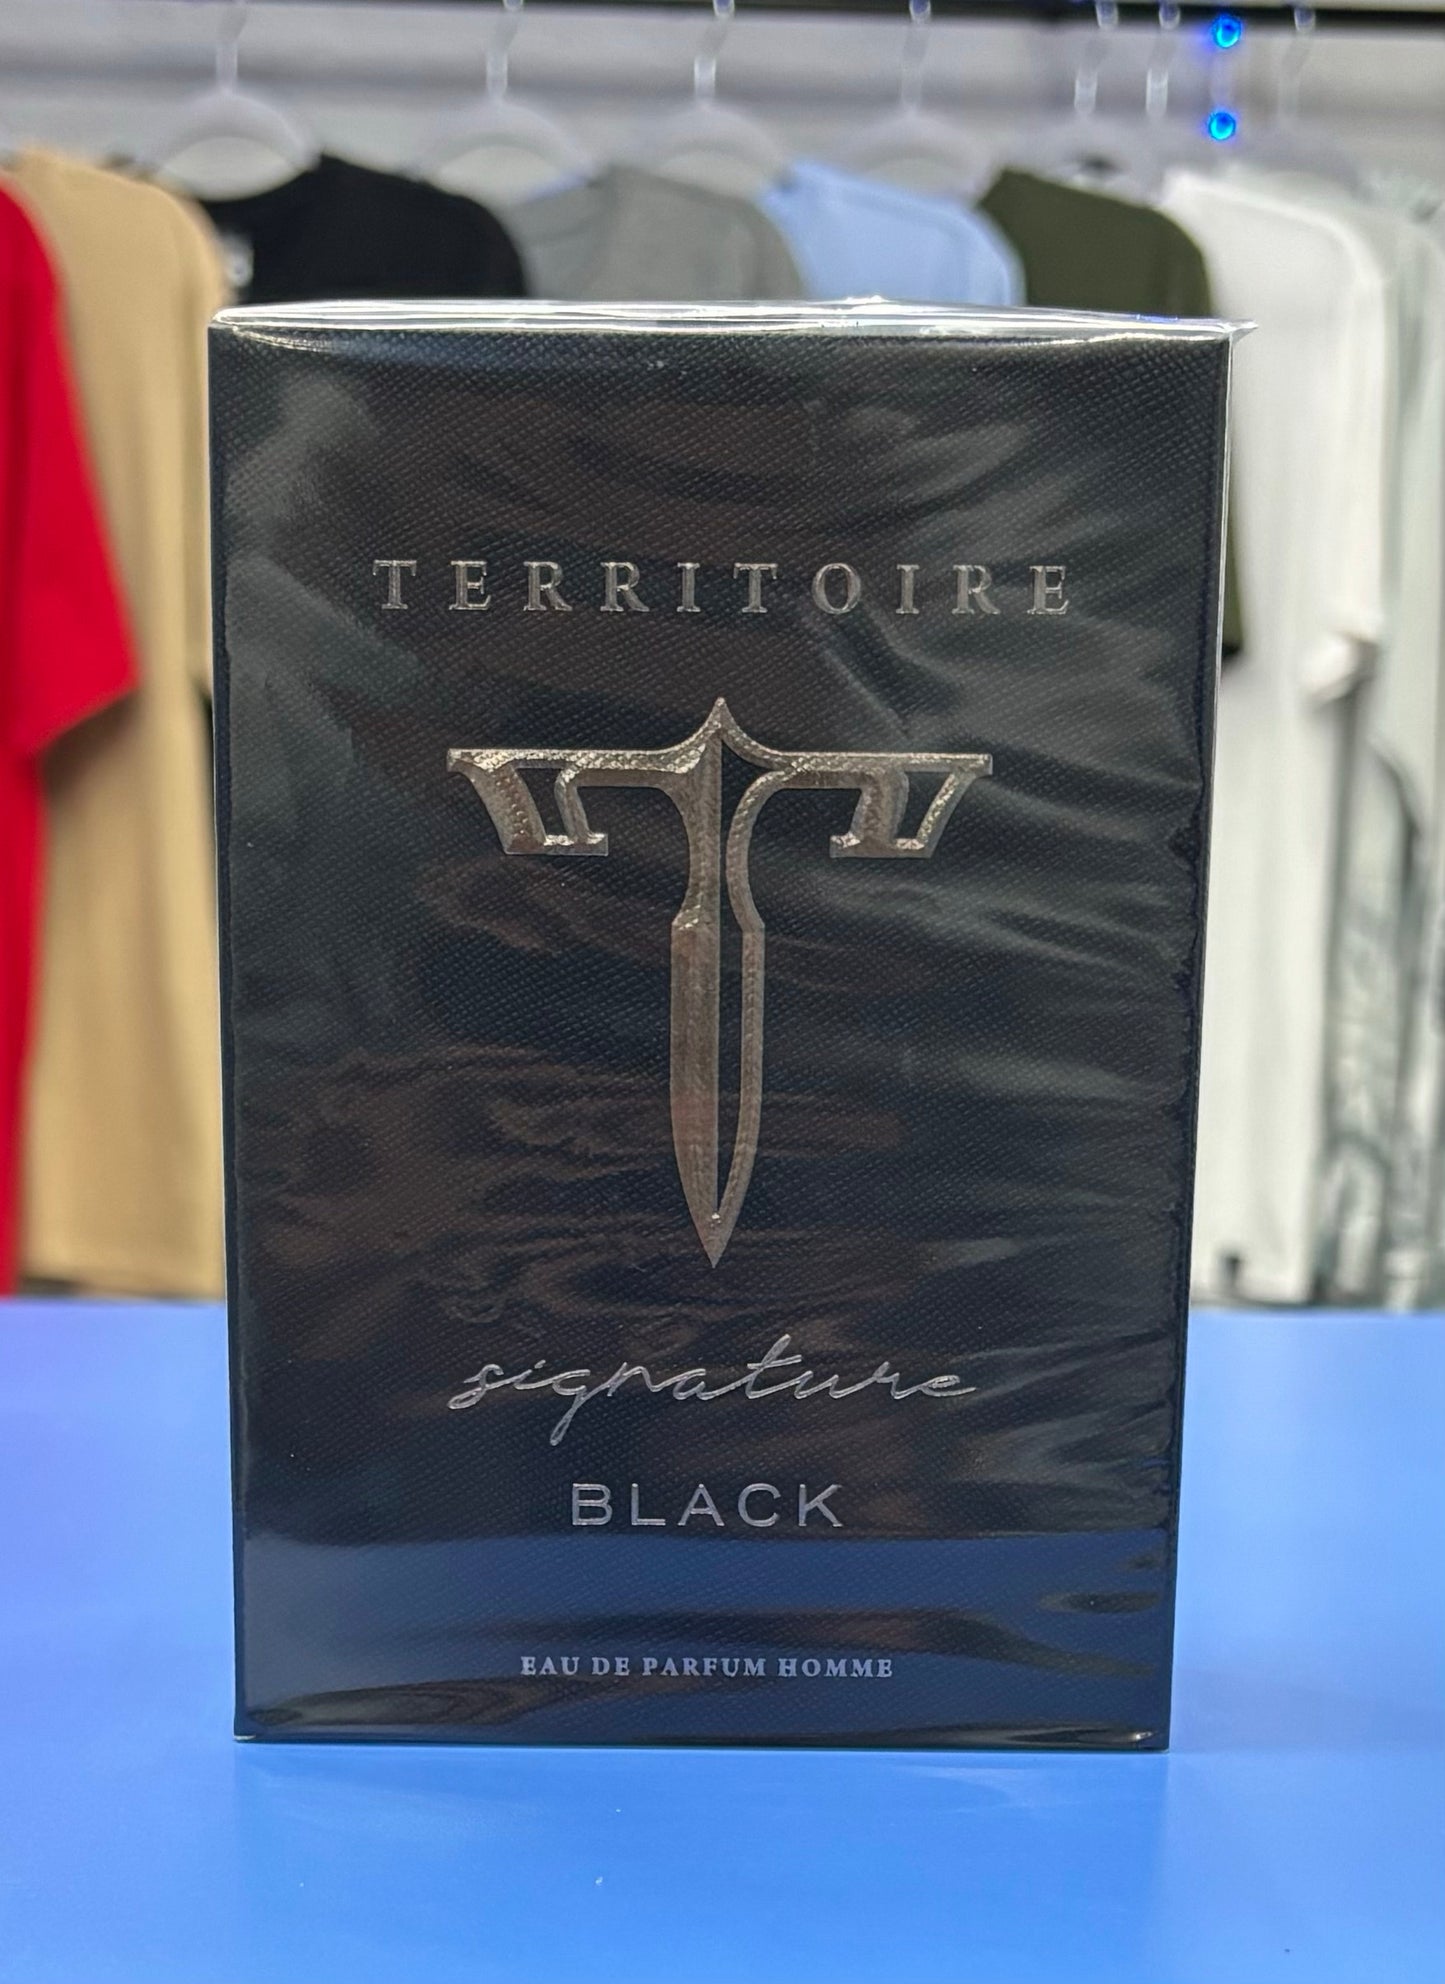 TERRITOIRE
signature
BLACK
EAU DE PARFUM HOMME